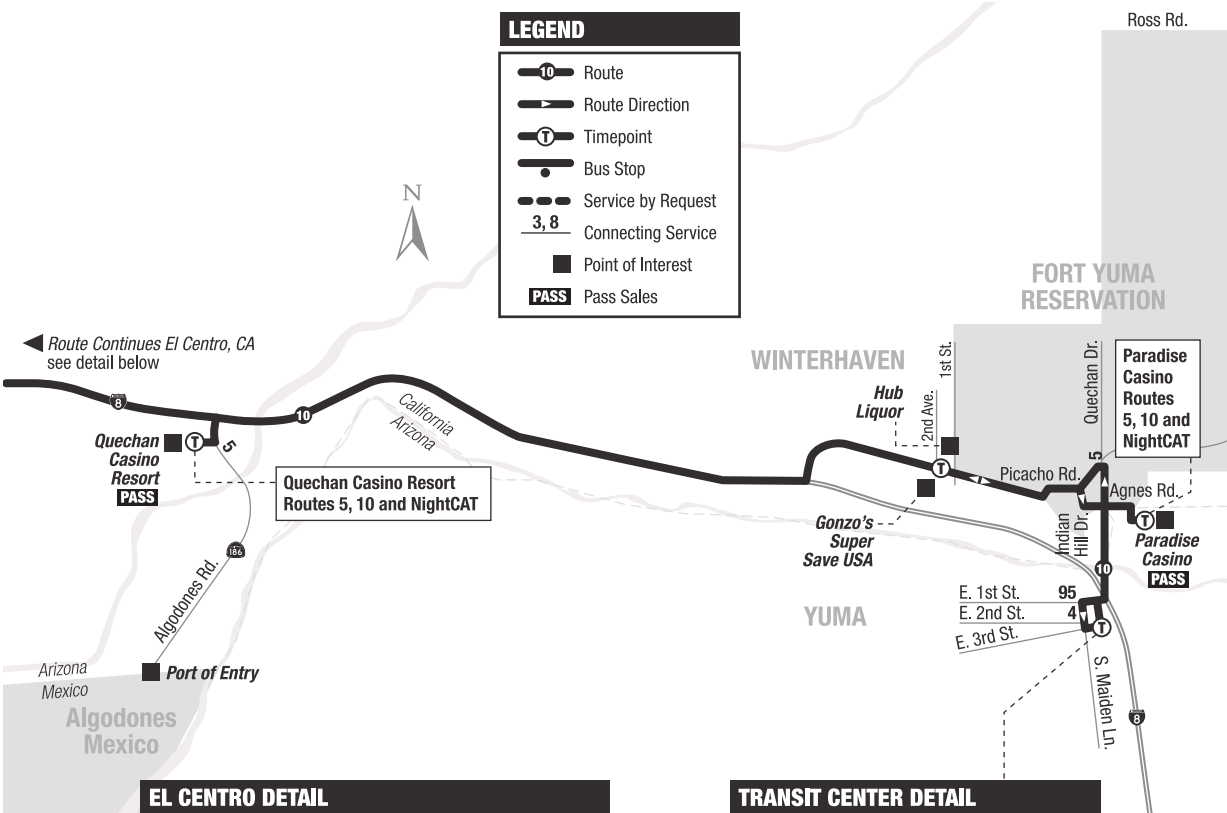 Ross Rd.
LEGEND
10 Route
Route Direction
T Timepoint
Bus Stop
Service by Request
3, 8 Connecting Service
Point of Interest
PASS Pass Sales
N
FORT YUMA
RESERVATION
Route Continues El Centro, CA
see detail below
8
10
California
Arizona
WINTERHAVEN
1st St.
2nd Ave.
Hub
Liquor
Quechan Dr.
Paradise
Casino
Routes
5, 10 and
NightCAT
Quechan
Casino
Resort
PASS
T
5
Quechan Casino Resort
Routes 5, 10 and NightCAT
T
Picacho Rd.
5
Agnes Rd.
Indian
Hill Dr.
T
Paradise
Casino
PASS
Gonzo's
Super
Save USA
186
Algodones Rd.
10
YUMA
E. 1st St.
95
E. 2nd St.
4
E. 3rd St.
T
S. Maiden Ln.
8
Arizona
Mexico
Port of Entry
Algodones
Mexico
EL CENTRO DETAIL
TRANSIT CENTER DETAIL